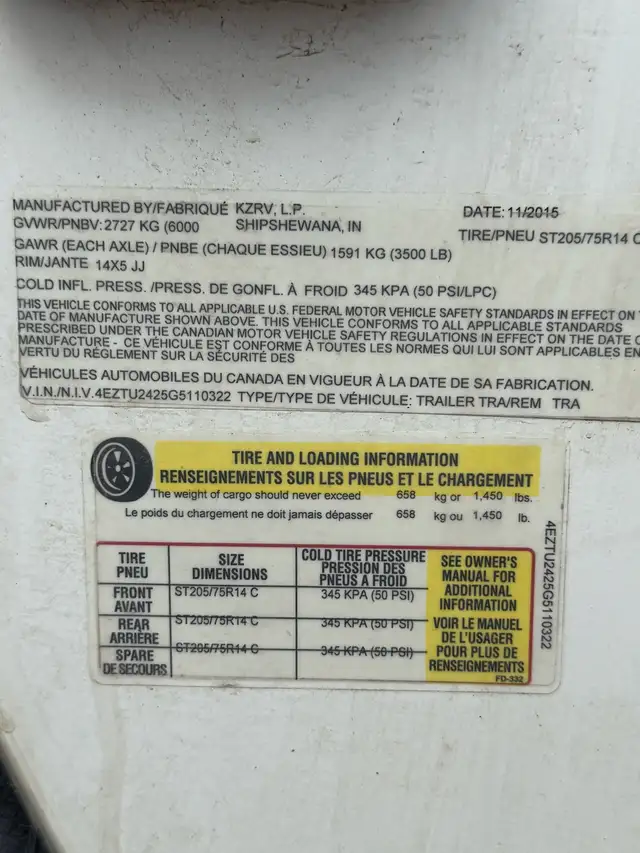 MANUFACTURED BY/FABRIQUÉ KZRV, L.P. DATE: 11/2015
GVWR/PNBV: 2727 KG (6000 SHIPSHEWANA, IN TIRE/PNEU ST205/75R14 C
GAWR (EACH AXLE) / PNBE (CHAQUE ESSIEU) 1591 KG (3500 LB)
RIM/JANTE 14X5 JJ
COLD INFL. PRESS. /PRESS. DE GONFL. À FROID 345 KPA (50 PSI/LPC)
THIS VEHICLE CONFORMS TO ALL APPLICABLE U.S. FEDERAL MOTOR VEHICLE SAFETY STANDARDS IN EFFECT ON
DATE OF MANUFACTURE SHOWN ABOVE. THIS VEHICLE CONFORMS TO ALL APPLICABLE STANDARDS
PRESCRIBED UNDER THE CANADIAN MOTOR VEHICLE SAFETY REGULATIONS IN EFFECT ON THE DATE
MANUFACTURE - CE VÉHICULE EST CONFORME À TOUTES LES NORMES QUI LUI SONT APPLICABLES EN
VERTU DU RÉGLEMENT SUR LA SÉCURITÉ DES
VÉHICULES AUTOMOBILES DU CANADA EN VIGUEUR À LA DATE DE SA FABRICATION.
V.I.N./N.I.V.4EZTU2425G5110322 TYPE/TYPE DE VÉHICULE: TRAILER TRA/REM TRA
TIRE AND LOADING INFORMATION
RENSEIGNEMENTS SUR LES PNEUS ET LE CHARGEMENT
The weight of cargo should never exceed 658 kg or 1,450 lbs.
Le poids du chargement ne doit jamais dépasser 658 kg ou 1,450 lb.
TIRE
PNEU
SIZE
DIMENSIONS
COLD TIRE PRESSURE
PRESSION DES
PNEUS A FROID
FRONT
AVANT
ST205/75R14 C
345 KPA (50 PSI)
REAR
ARRIÈRE
ST205/75R14 C
345 KPA (50 PSI)
SPARE
DE SECOURS
ST205/75R14 C
345 KPA (50 PSI)
SEE OWNER'S
MANUAL FOR
ADDITIONAL
INFORMATION
VOIR LE MANUEL
DE L'USAGER
POUR PLUS DE
RENSEIGNEMENTS
FD-332
4EZTU2425G5110322